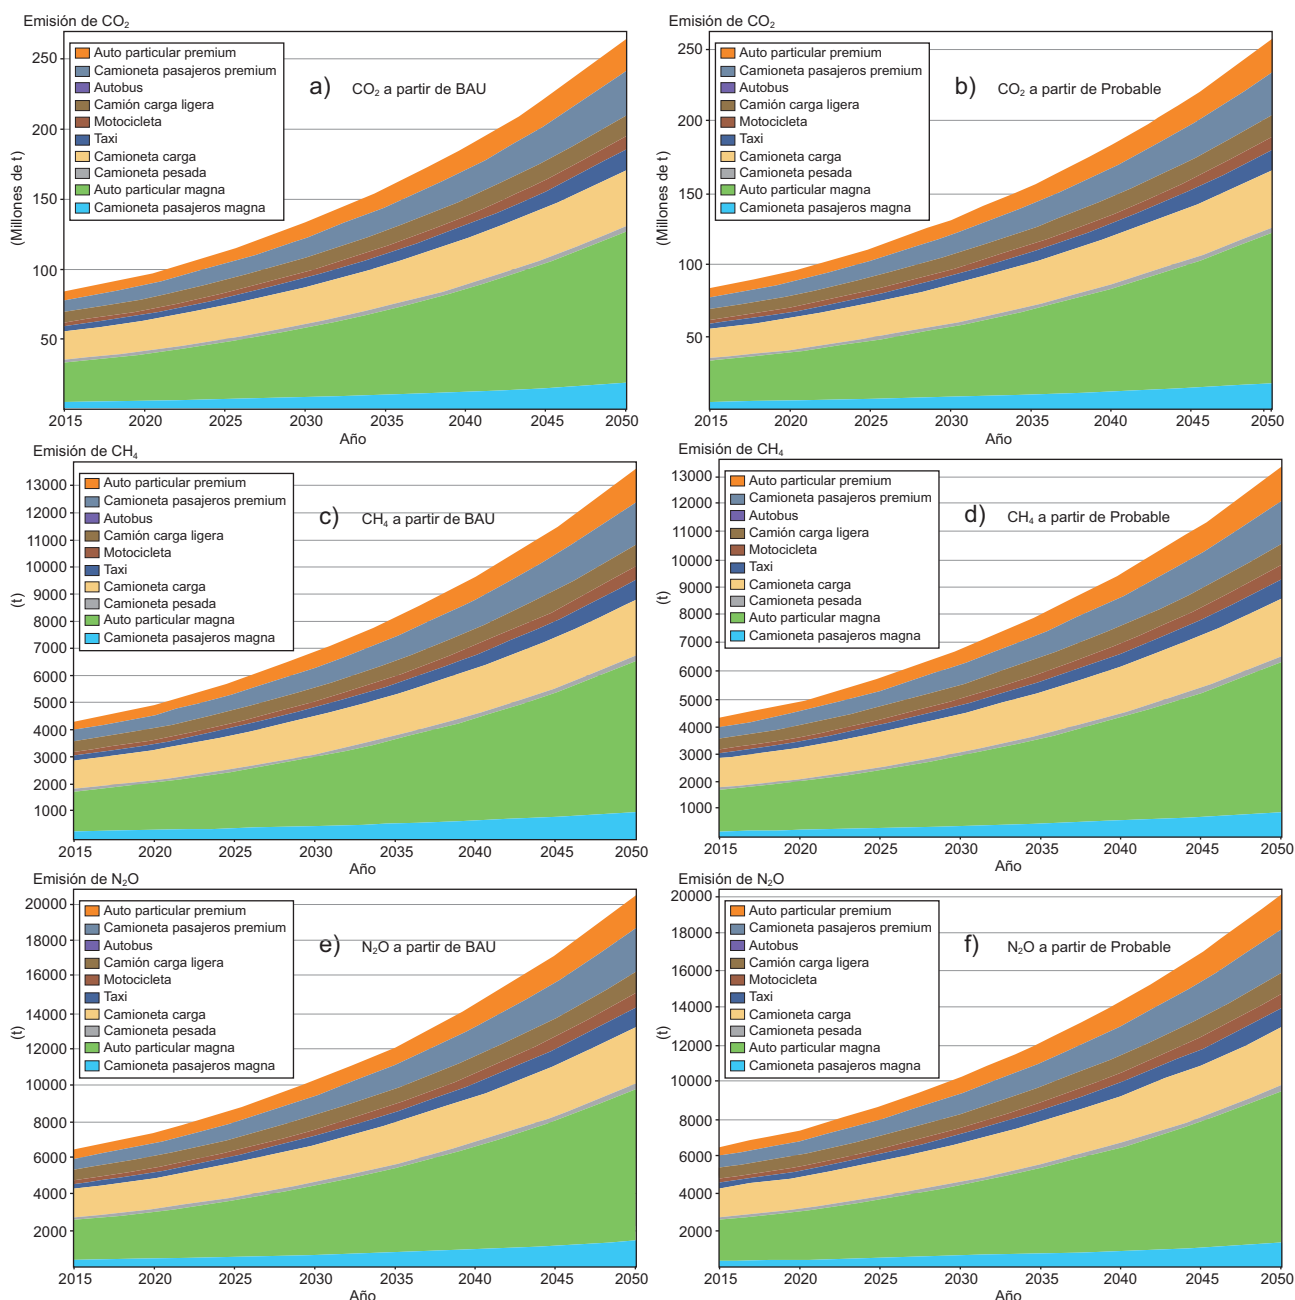 Emisión de CO₂
(Millones de t)
250
200
150
100
50
Auto particular premium
Camioneta pasajeros premium
Autobus
Camión carga ligera
Motocicleta
Taxi
Camioneta carga
Camioneta pesada
Auto particular magna
Camioneta pasajeros magna
a) CO₂ a partir de BAU
2015 2020 2025 2030 2035 2040 2045 2050
Año
Emisión de CO₂
(Millones de t)
250
200
150
100
50
Auto particular premium
Camioneta pasajeros premium
Autobus
Camión carga ligera
Motocicleta
Taxi
Camioneta carga
Camioneta pesada
Auto particular magna
Camioneta pasajeros magna
b) CO₂ a partir de Probable
2015 2020 2025 2030 2035 2040 2045 2050
Año
Emisión de CH₄
(t)
13000
12000
11000
10000
9000
8000
7000
6000
5000
4000
3000
2000
1000
Auto particular premium
Camioneta pasajeros premium
Autobus
Camión carga ligera
Motocicleta
Taxi
Camioneta carga
Camioneta pesada
Auto particular magna
Camioneta pasajeros magna
c) CH₄ a partir de BAU
2015 2020 2025 2030 2035 2040 2045 2050
Año
Emisión de CH₄
(t)
13000
12000
11000
10000
9000
8000
7000
6000
5000
4000
3000
2000
1000
Auto particular premium
Camioneta pasajeros premium
Autobus
Camión carga ligera
Motocicleta
Taxi
Camioneta carga
Camioneta pesada
Auto particular magna
Camioneta pasajeros magna
d) CH₄ a partir de Probable
2015 2020 2025 2030 2035 2040 2045 2050
Año
Emisión de N₂O
(t)
20000
18000
16000
14000
12000
10000
8000
6000
4000
2000
Auto particular premium
Camioneta pasajeros premium
Autobus
Camión carga ligera
Motocicleta
Taxi
Camioneta carga
Camioneta pesada
Auto particular magna
Camioneta pasajeros magna
e) N₂O a partir de BAU
2015 2020 2025 2030 2035 2040 2045 2050
Año
Emisión de N₂O
(t)
20000
18000
16000
14000
12000
10000
8000
6000
4000
2000
Auto particular premium
Camioneta pasajeros premium
Autobus
Camión carga ligera
Motocicleta
Taxi
Camioneta carga
Camioneta pesada
Auto particular magna
Camioneta pasajeros magna
f) N₂O a partir de Probable
2015 2020 2025 2030 2035 2040 2045 2050
Año